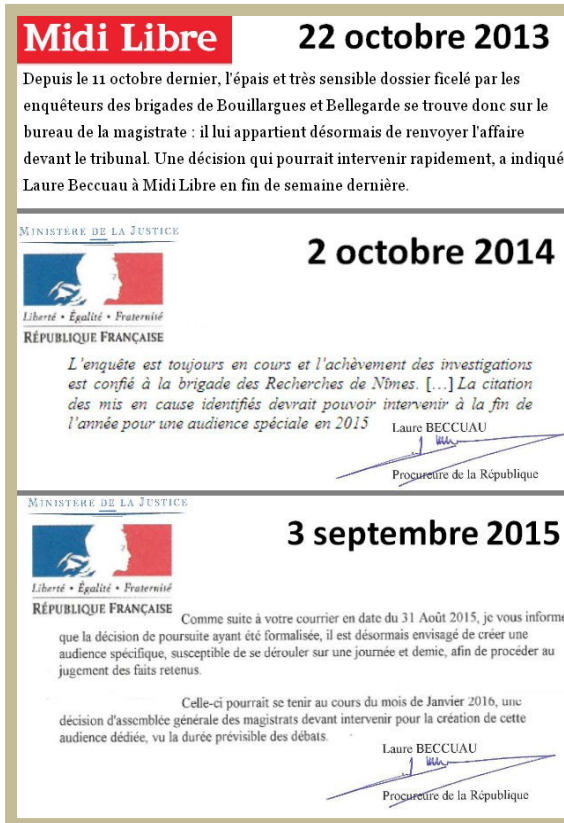 Midi Libre
22 octobre 2013
Depuis le 11 octobre dernier, l'épais et très sensible dossier ficelé par les
enquêteurs des brigades de Bouillargues et Bellegarde se trouve donc sur le
bureau de la magistrate : il lui appartient désormais de renvoyer l'affaire
devant le tribunal. Une décision qui pourrait intervenir rapidement, a indiqué
Laure Beccuau à Midi Libre en fin de semaine dernière.
MINISTÈRE DE LA JUSTICE
2 octobre 2014
Liberté • Égalité • Fraternité
RÉPUBLIQUE FRANÇAISE
L'enquête est toujours en cours et l'achèvement des investigations
est confié à la brigade des Recherches de Nîmes. [...] La citation
des mis en cause identifiés devrait pouvoir intervenir à la fin de
l'année pour une audience spéciale en 2015
Laure BECCUAU
Procureure de la République
MINISTÈRE DE LA JUSTICE
3 septembre 2015
Liberté • Égalité • Fraternité
RÉPUBLIQUE FRANÇAISE
Comme suite à votre courrier en date du 31 Août 2015, je vous informe
que la décision de poursuite ayant été formalisée, il est désormais envisagé de créer une
audience spécifique, susceptible de se dérouler sur une journée et demie, afin de procéder au
jugement des faits retenus.
Celle-ci pourrait se tenir au cours du mois de Janvier 2016, une
décision d'assemblée générale des magistrats devant intervenir pour la création de cette
audience dédiée, vu la durée prévisible des débats.
Laure BECCUAU
Procureure de la République